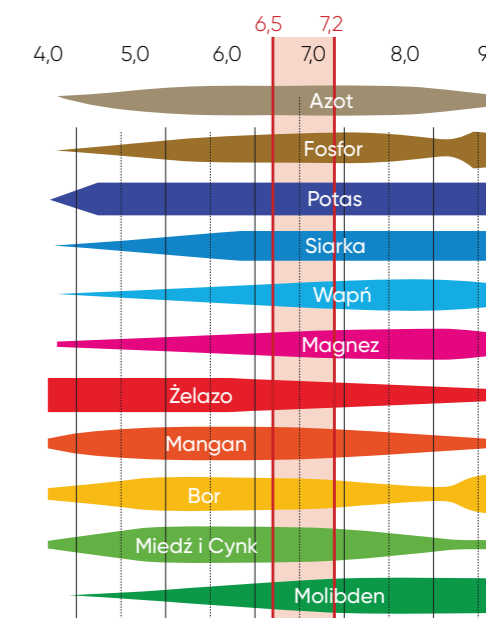 6,5 7,2
4,0 5,0 6,0 7,0 8,0 9
Azot
Fosfor
Potas
Siarka
Wapń
Magnez
Żelazo
Mangan
Bor
Miedź i Cynk
Molibden